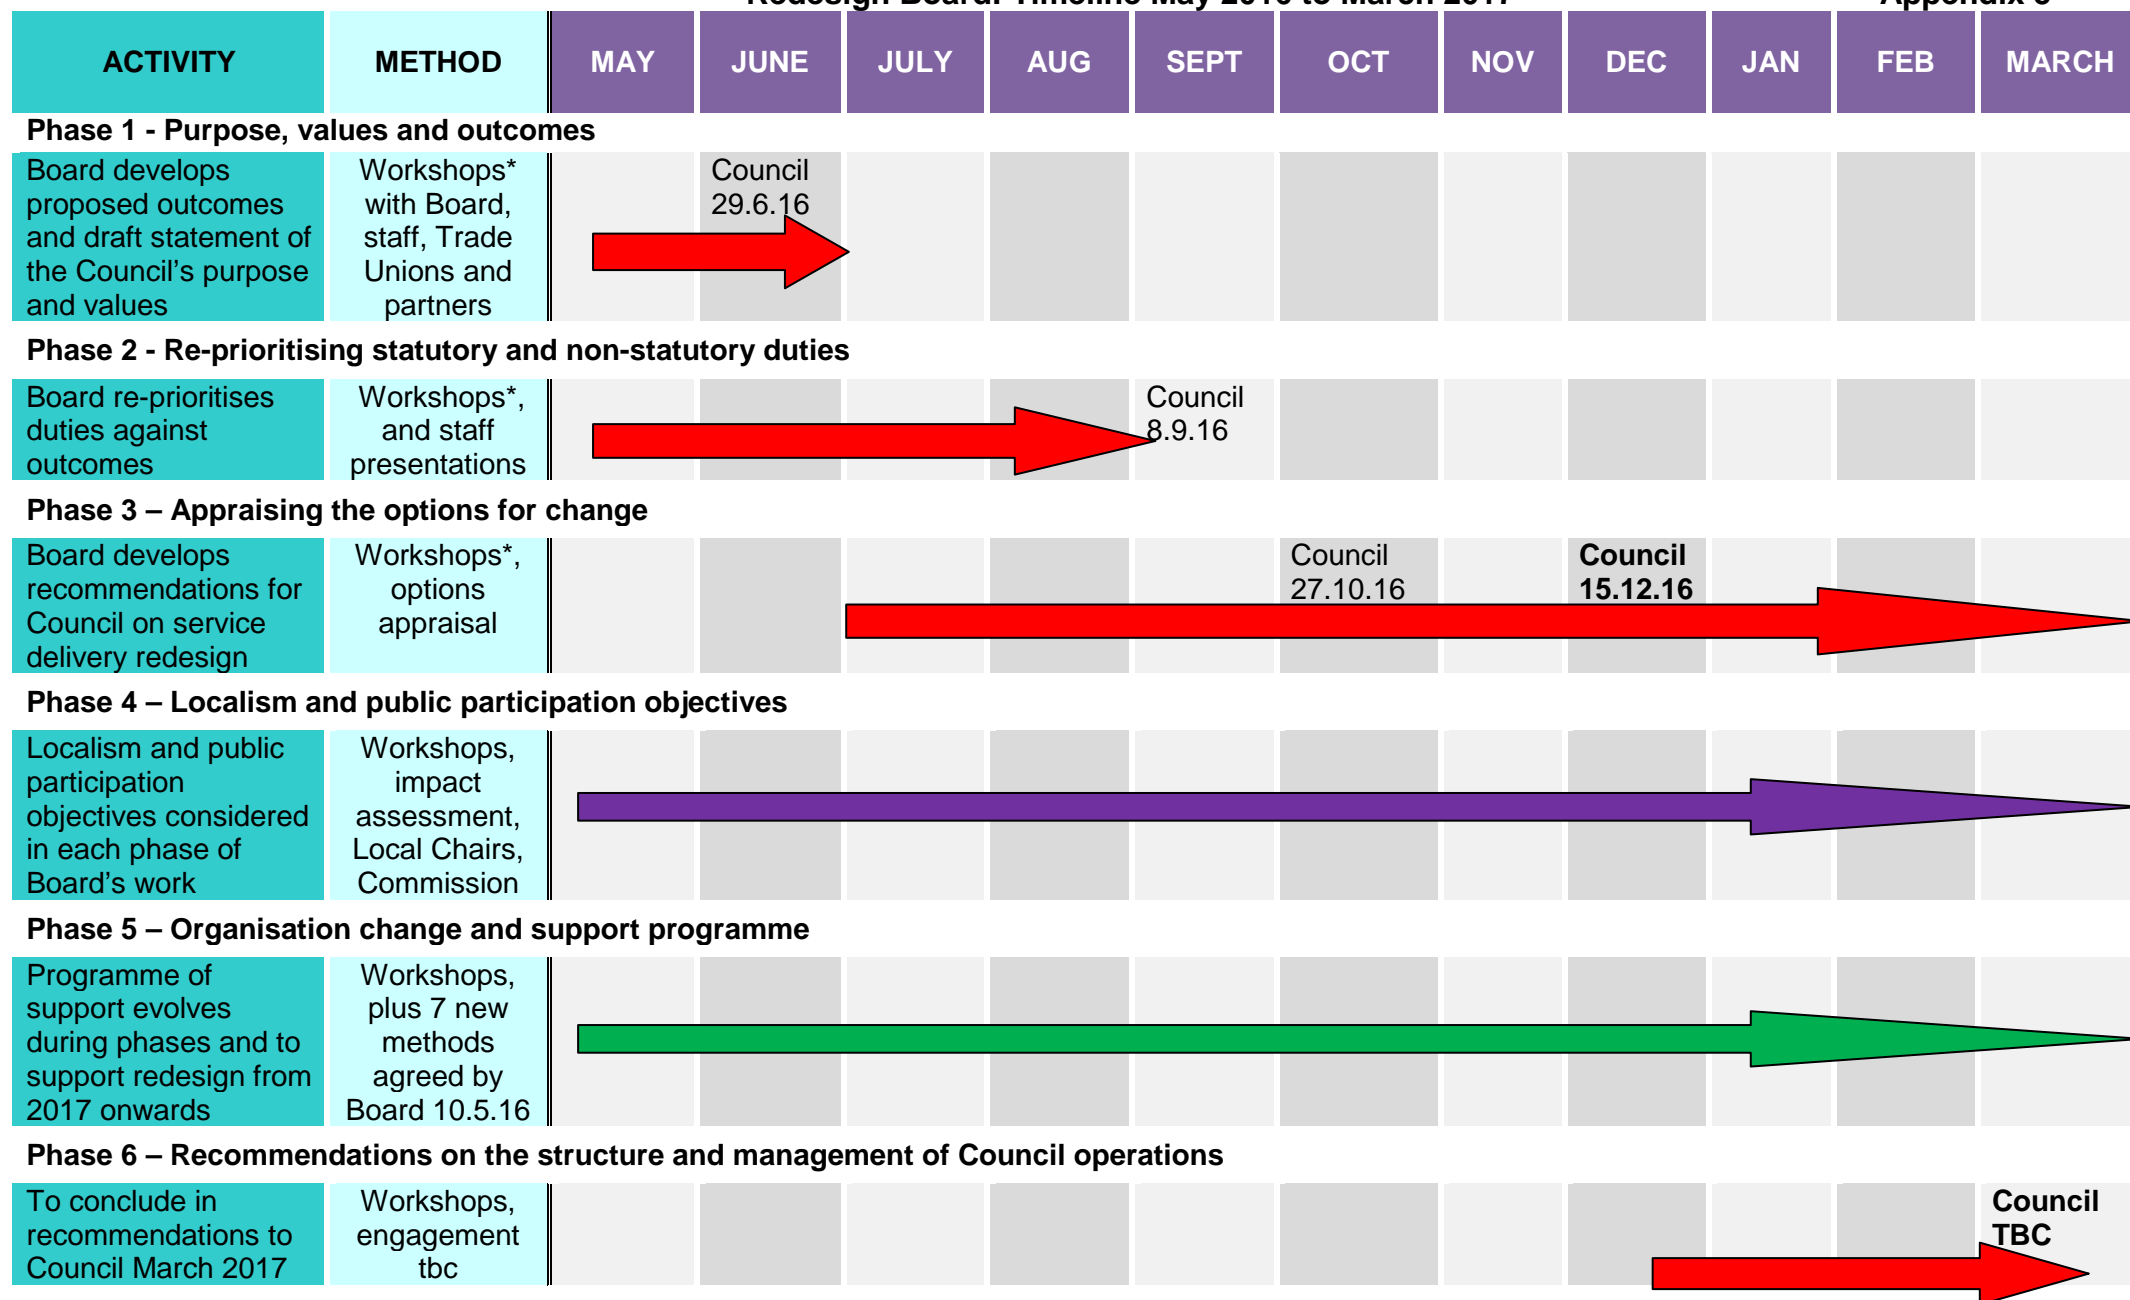 Redesign Board: Timeline May 2016 to March 2017
ACTIVITY METHOD MAY JUNE JULY AUG SEPT OCT NOV DEC JAN FEB MARCH
Phase 1 - Purpose, values and outcomes
Board develops
proposed outcomes
and draft statement of
the Council's purpose
and values
Workshops*
with Board,
staff, Trade
Unions and
partners
Council
29.6.16
Phase 2 - Re-prioritising statutory and non-statutory duties
Board re-prioritises
duties against
outcomes
Workshops*,
and staff
presentations
Council
8.9.16
Phase 3 – Appraising the options for change
Board develops
recommendations for
Council on service
delivery redesign
Workshops*,
options
appraisal
Council
27.10.16
Council
15.12.16
Phase 4 – Localism and public participation objectives
Localism and public
participation
objectives considered
in each phase of
Board's work
Workshops,
impact
assessment,
Local Chairs,
Commission
Phase 5 – Organisation change and support programme
Programme of
support evolves
during phases and to
support redesign from
2017 onwards
Workshops,
plus 7 new
methods
agreed by
Board 10.5.16
Phase 6 – Recommendations on the structure and management of Council operations
To conclude in
recommendations to
Council March 2017
Workshops,
engagement
tbc
Council
TBC